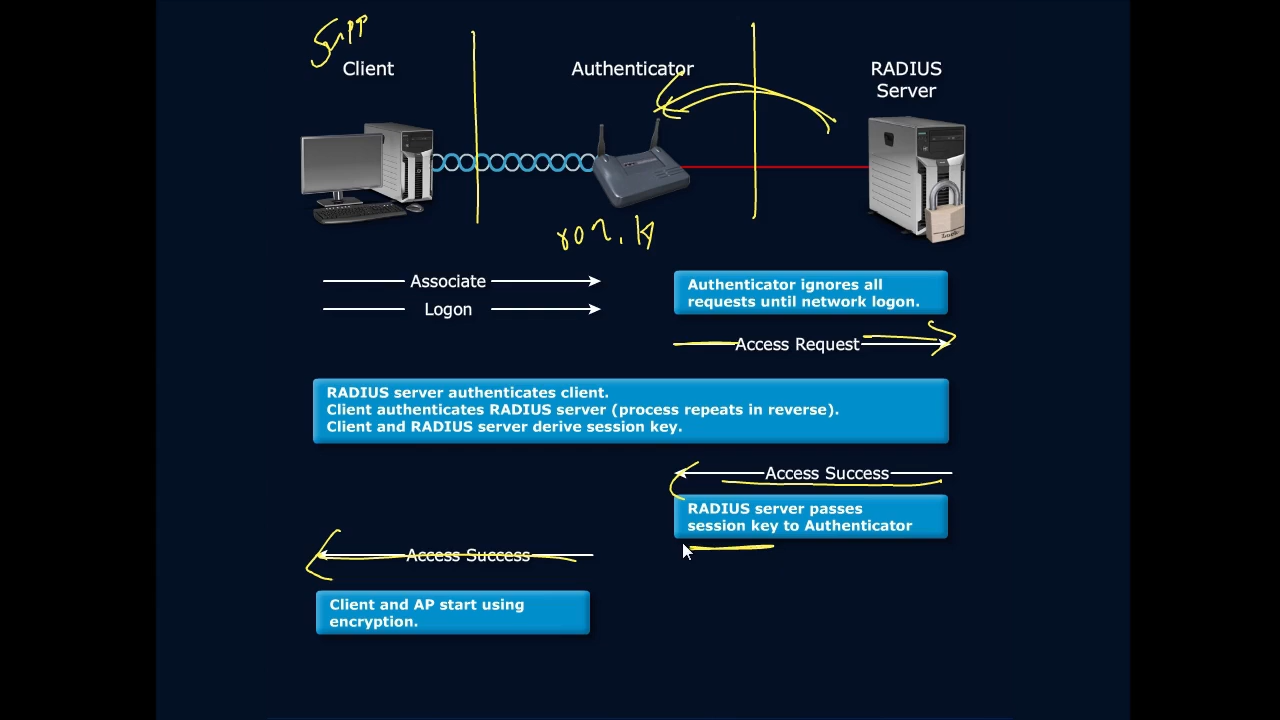 Supp
Client
Authenticator
RADIUS
Server
Associate
Logon
Authenticator ignores all
requests until network logon.
Access Request
RADIUS server authenticates client.
Client authenticates RADIUS server (process repeats in reverse).
Client and RADIUS server derive session key.
Access Success
RADIUS server passes
session key to Authenticator
Access Success
Client and AP start using
encryption.